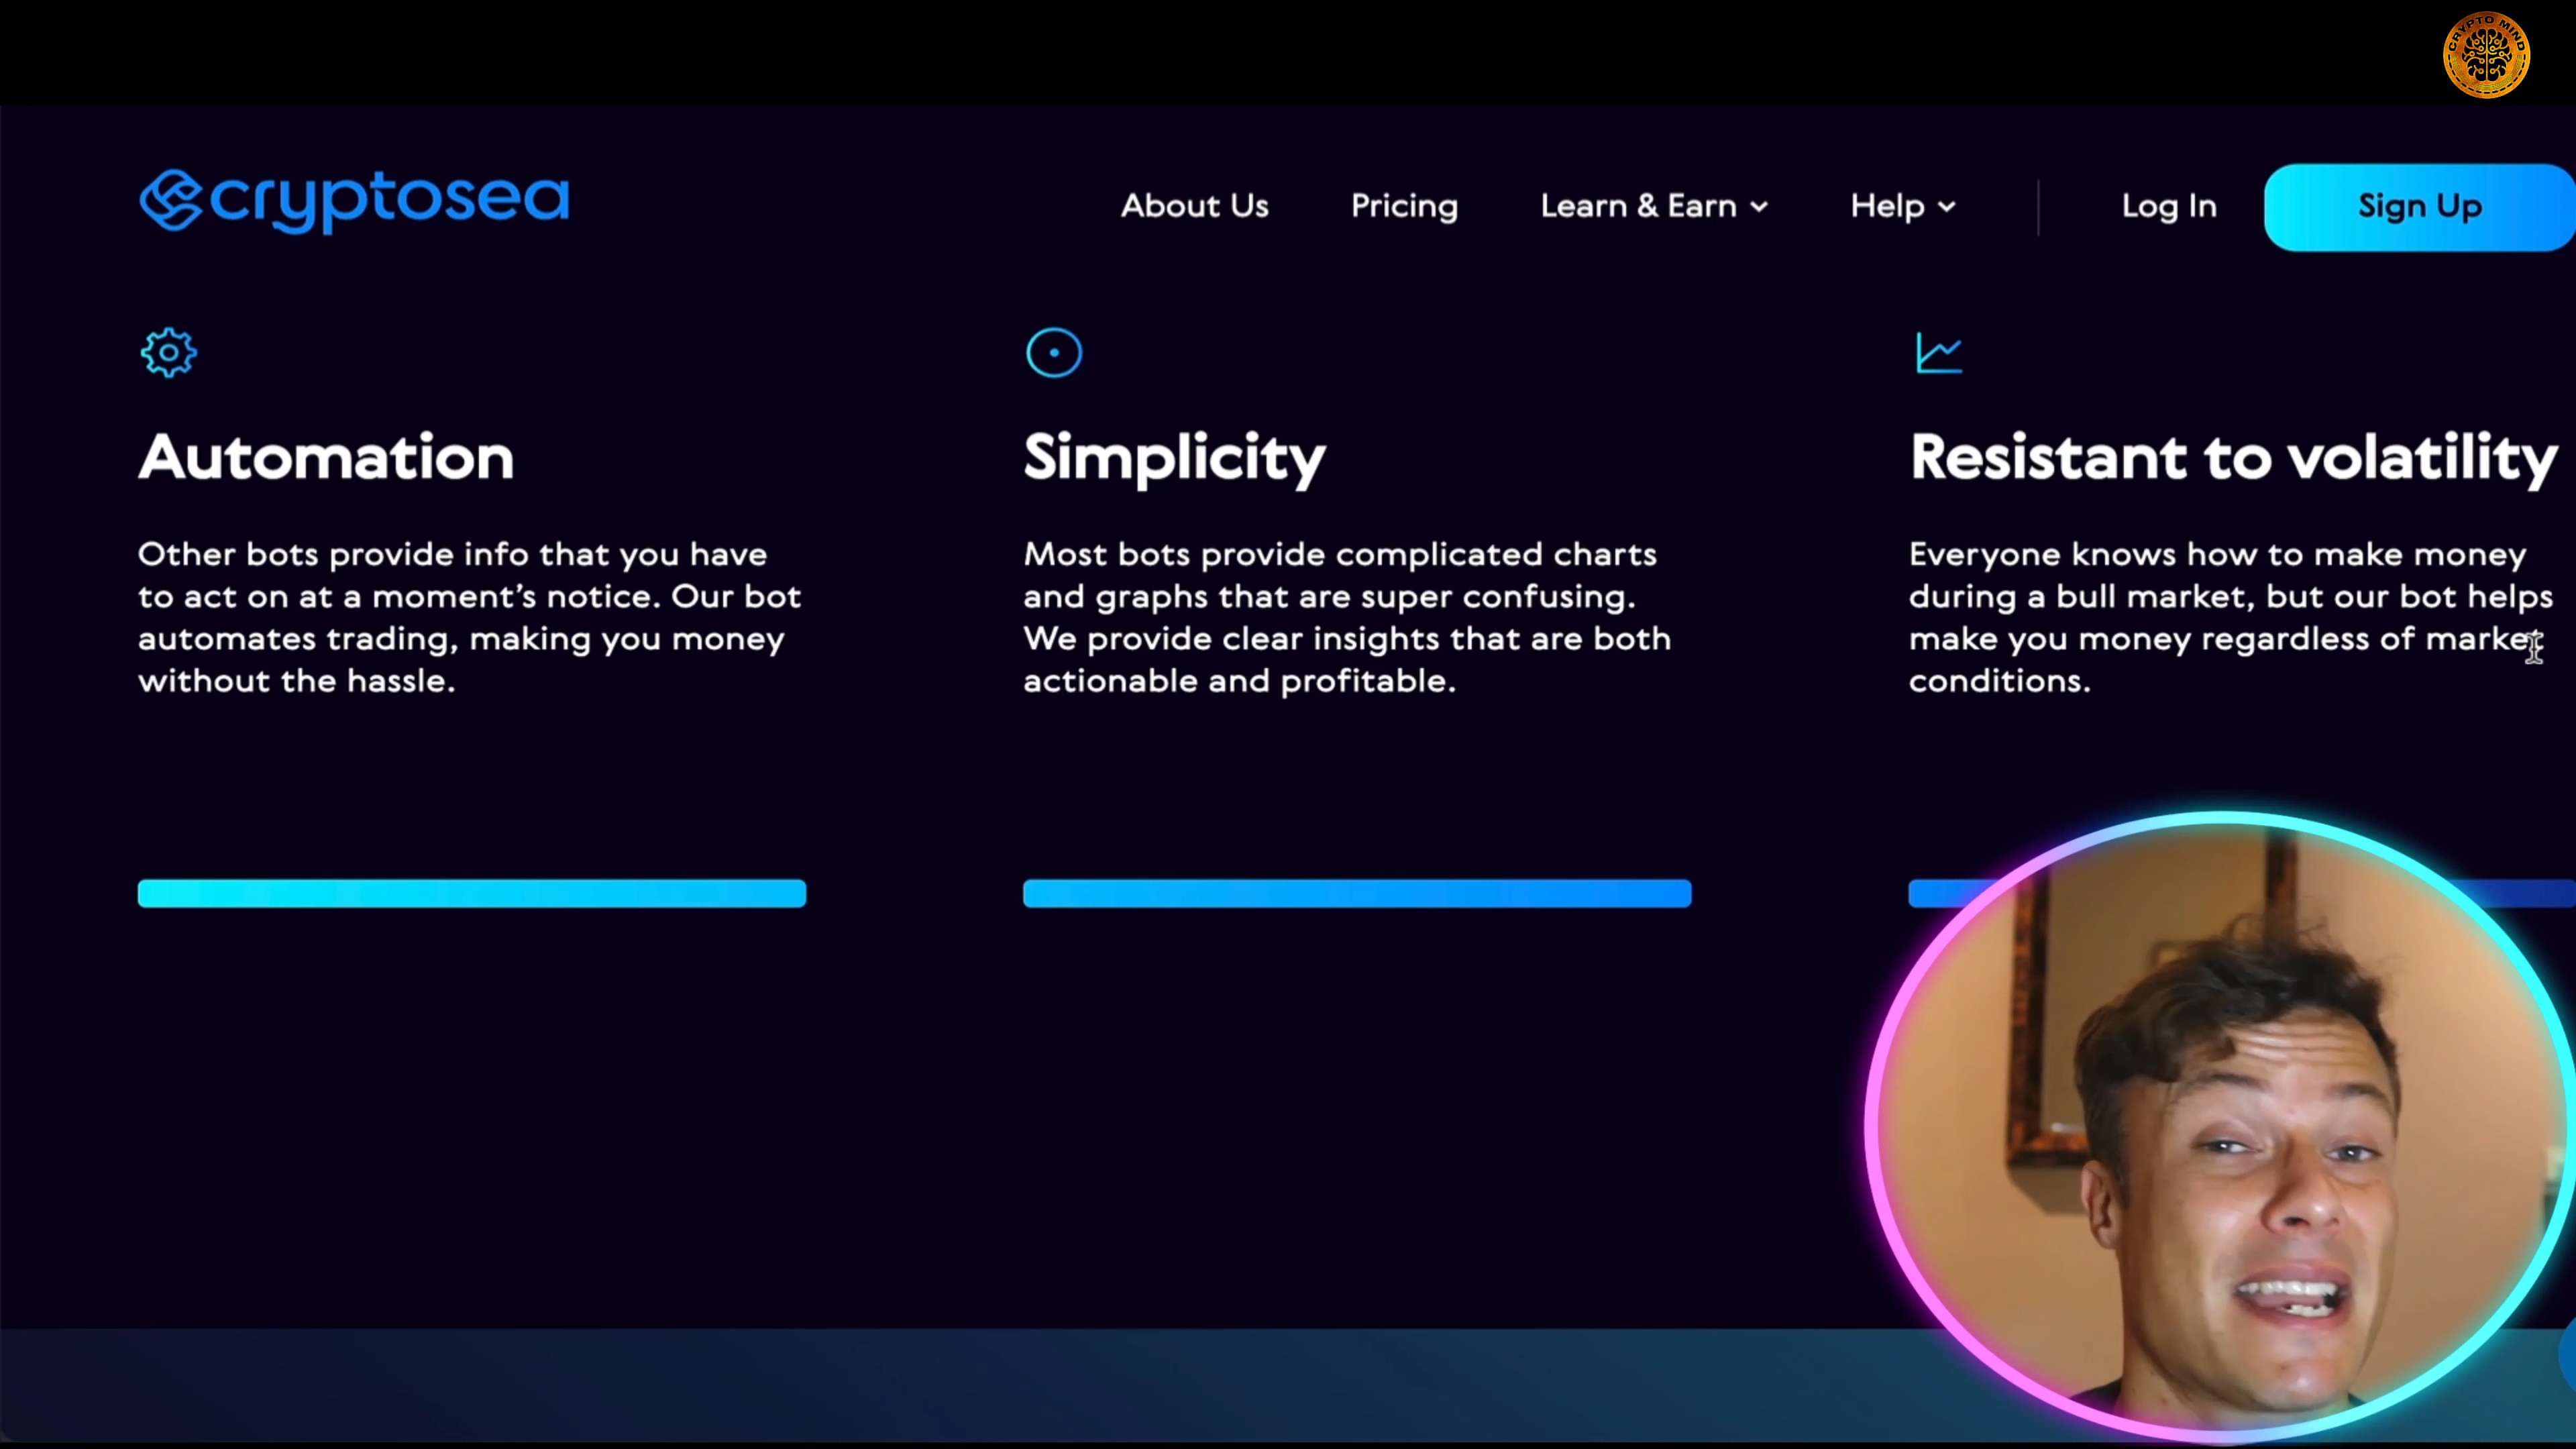 CRYPTO MIND
cryptosea
About Us
Pricing
Learn & Earn
Help
Log In
Sign Up
Automation
Other bots provide info that you have
to act on at a moment's notice. Our bot
automates trading, making you money
without the hassle.
Simplicity
Most bots provide complicated charts
and graphs that are super confusing.
We provide clear insights that are both
actionable and profitable.
Resistant to volatility
Everyone knows how to make money
during a bull market, but our bot helps
make you money regardless of market
conditions.